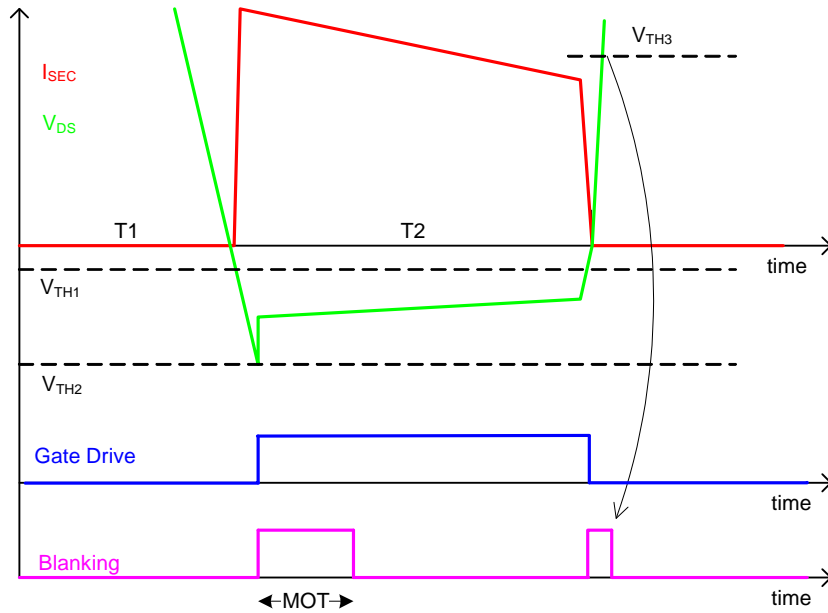 V_TH3
I_SEC
V_DS
T1
T2
time
V_TH1
V_TH2
Gate Drive
time
Blanking
time
MOT